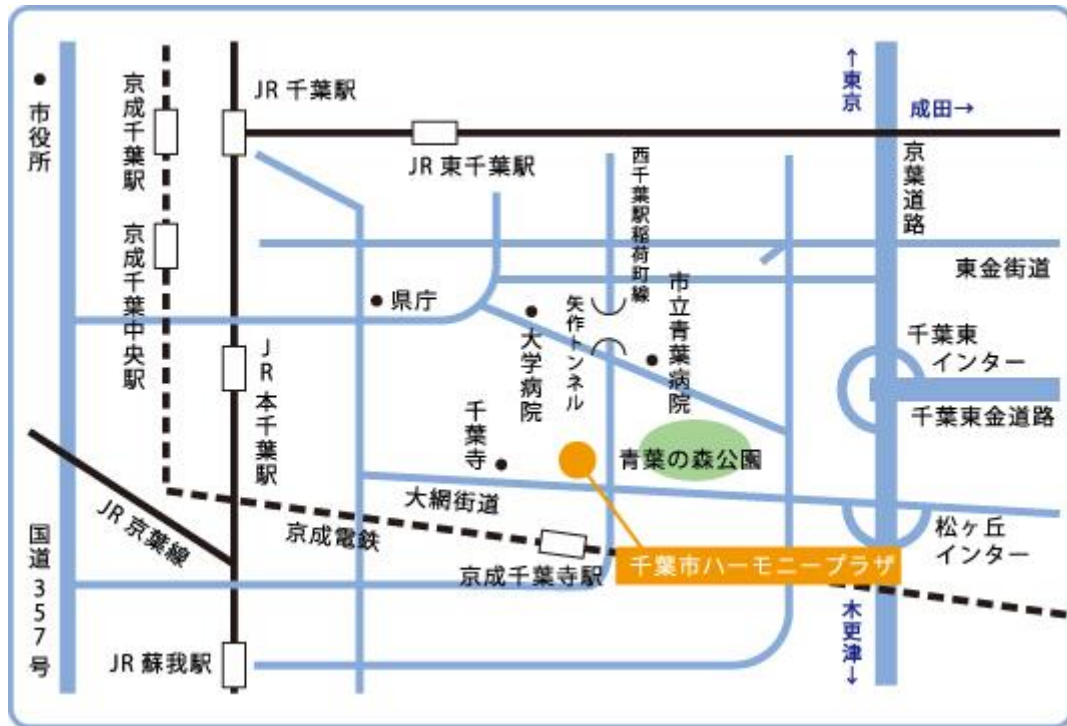 市役所
京成千葉駅
JR 千葉駅
↑東京
成田→
JR 東千葉駅
西千葉駅稲荷町線
京葉道路
京成千葉中央駅
東金街道
県庁
市立青葉病院
矢作トンネル
大学病院
千葉東
インター
JR 本千葉駅
千葉東金道路
千葉寺
青葉の森公園
大網街道
JR 京葉線
京成電鉄
国道357号
松ヶ丘
インター
京成千葉寺駅
千葉市ハーモニープラザ
木更津↓
JR 蘇我駅